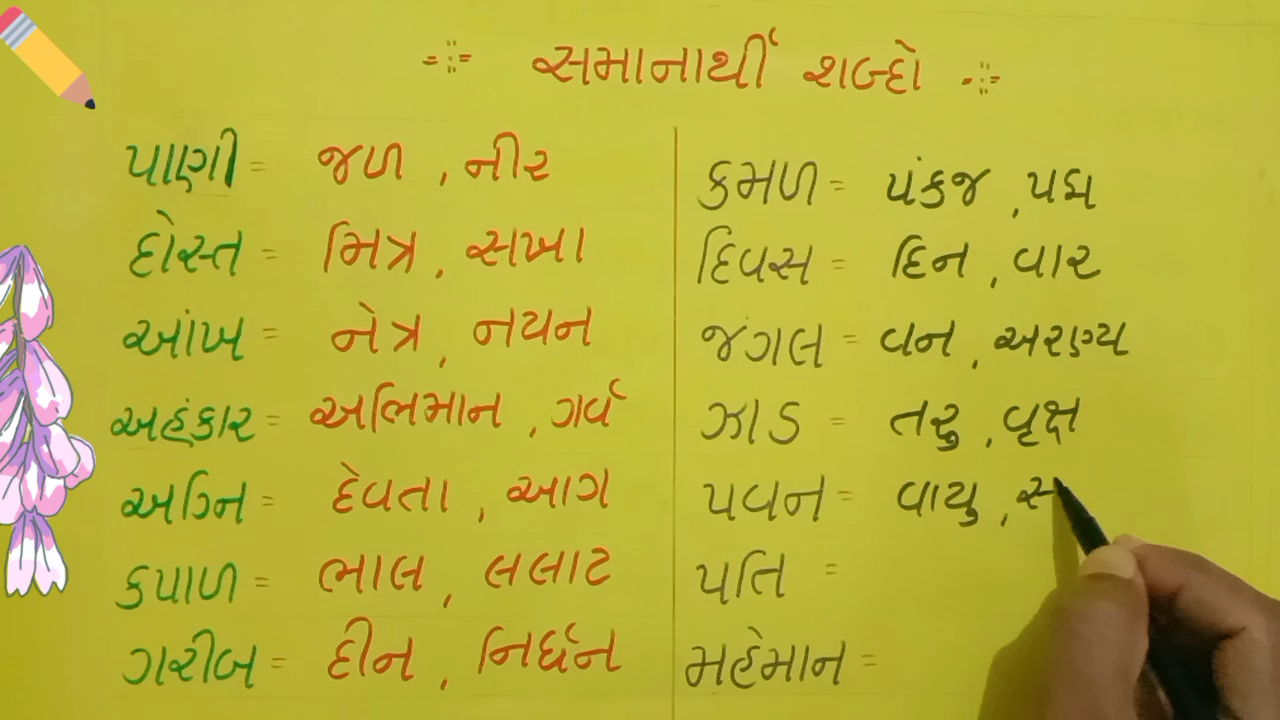 સમાનાર્થી શબ્દો
પાણી = જળ , નીર
દોસ્ત = મિત્ર , સખા
આંખ = નેત્ર , નયન
અહંકાર = અભિમાન , ગર્વ
અગ્નિ = દેવતા , આગ
કપાળ = ભાલ , લલાટ
ગરીબ = દીન , નિર્ધન
કમળ = પંકજ , પદ્મ
દિવસ = દિન , વાર
જંગલ = વન , અરણ્ય
ઝાડ = તરુ , વૃક્ષ
પવન = વાયુ ,
પતિ =
મહેમાન =